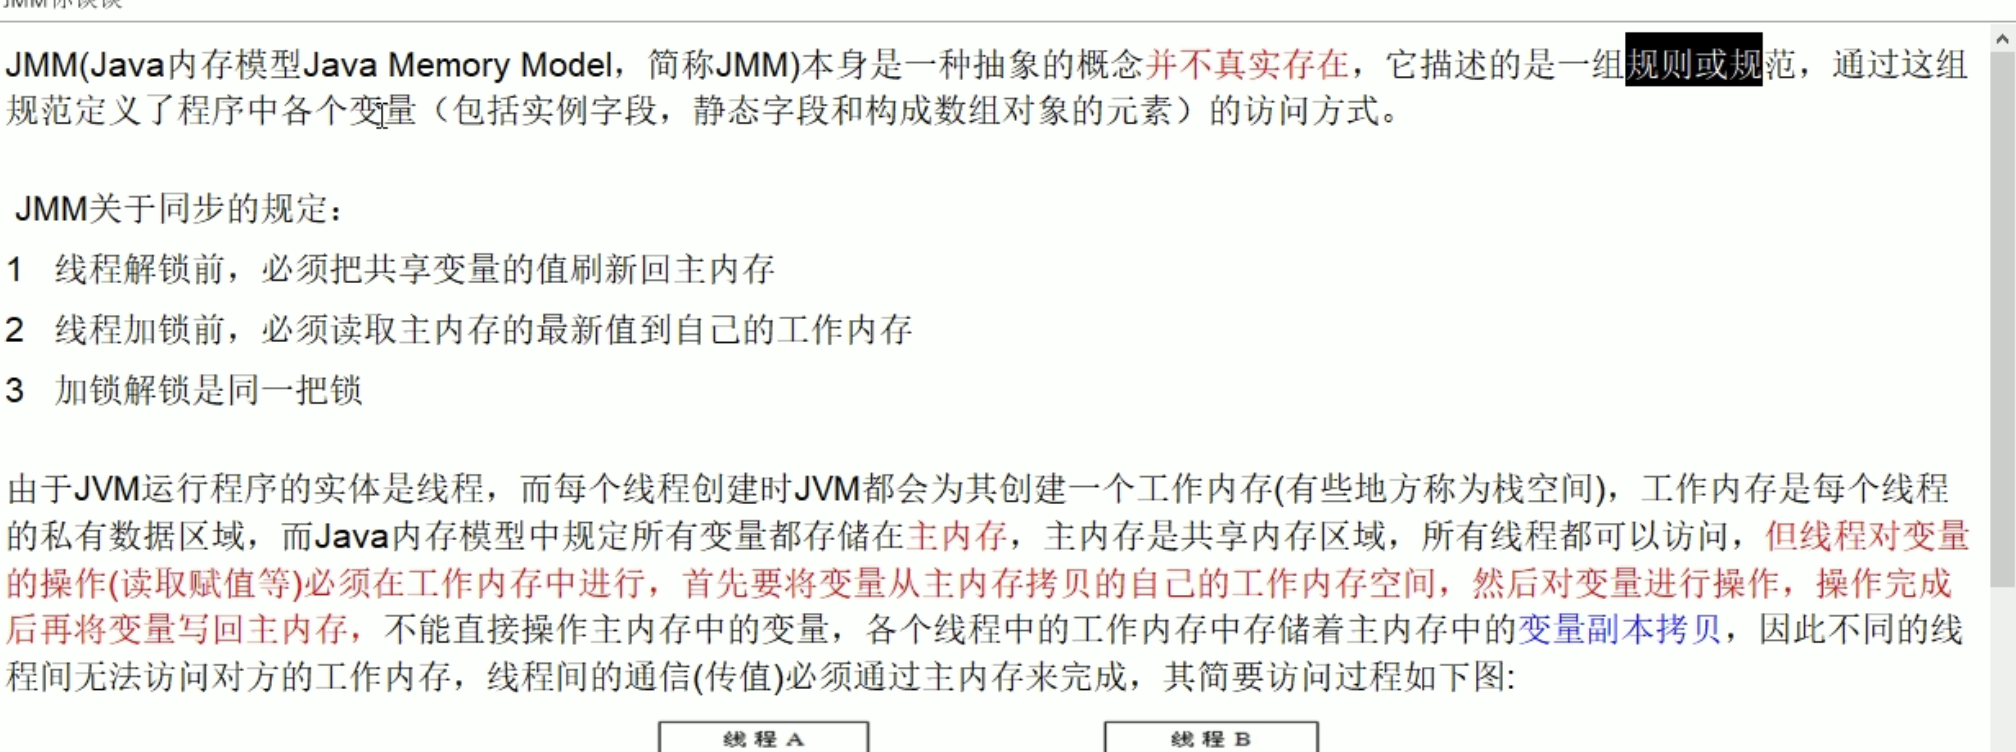 JMM你谈谈
JMM(Java内存模型Java Memory Model，简称JMM)本身是一种抽象的概念并不真实存在，它描述的是一组规则或规范，通过这组
规范定义了程序中各个变量（包括实例字段，静态字段和构成数组对象的元素）的访问方式。
JMM关于同步的规定：
1 线程解锁前，必须把共享变量的值刷新回主内存
2 线程加锁前，必须读取主内存的最新值到自己的工作内存
3 加锁解锁是同一把锁
由于JVM运行程序的实体是线程，而每个线程创建时JVM都会为其创建一个工作内存(有些地方称为栈空间)，工作内存是每个线程
的私有数据区域，而Java内存模型中规定所有变量都存储在主内存，主内存是共享内存区域，所有线程都可以访问，但线程对变量
的操作(读取赋值等)必须在工作内存中进行，首先要将变量从主内存拷贝的自己的工作内存空间，然后对变量进行操作，操作完成
后再将变量写回主内存，不能直接操作主内存中的变量，各个线程中的工作内存中存储着主内存中的变量副本拷贝，因此不同的线
程间无法访问对方的工作内存，线程间的通信(传值)必须通过主内存来完成，其简要访问过程如下图:
线程A
线程B